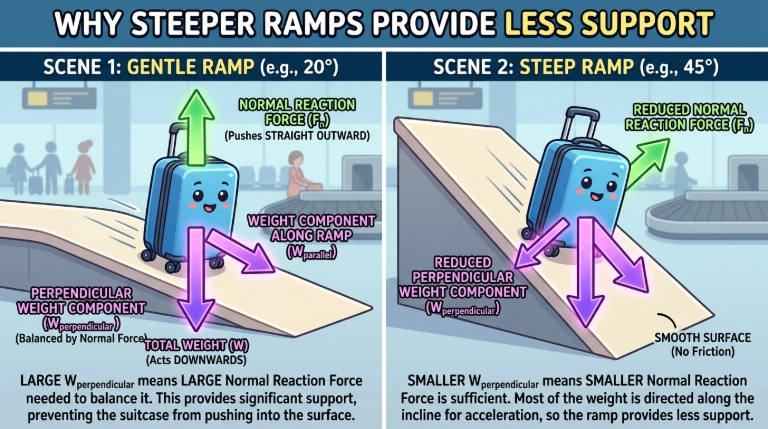 WHY STEEPER RAMPS PROVIDE LESS SUPPORT
SCENE 1: GENTLE RAMP (e.g., 20°)
NORMAL REACTION
FORCE (Fₙ)
(Pushes STRAIGHT OUTWARD)
WEIGHT COMPONENT
ALONG RAMP
(Wparallel)
PERPENDICULAR
WEIGHT COMPONENT
(Wperpendicular)
(Balanced by Normal Force)
TOTAL WEIGHT (W)
(Acts DOWNWARDS)
LARGE Wperpendicular means LARGE Normal Reaction Force
needed to balance it. This provides significant support,
preventing the suitcase from pushing into the surface.
SCENE 2: STEEP RAMP (e.g., 45°)
REDUCED NORMAL
REACTION FORCE (Fₙ)
REDUCED
PERPENDICULAR
WEIGHT COMPONENT
(Wperpendicular)
SMOOTH SURFACE
(No Friction)
SMALLER Wperpendicular means SMALLER Normal Reaction
Force is sufficient. Most of the weight is directed along the
incline for acceleration, so the ramp provides less support.